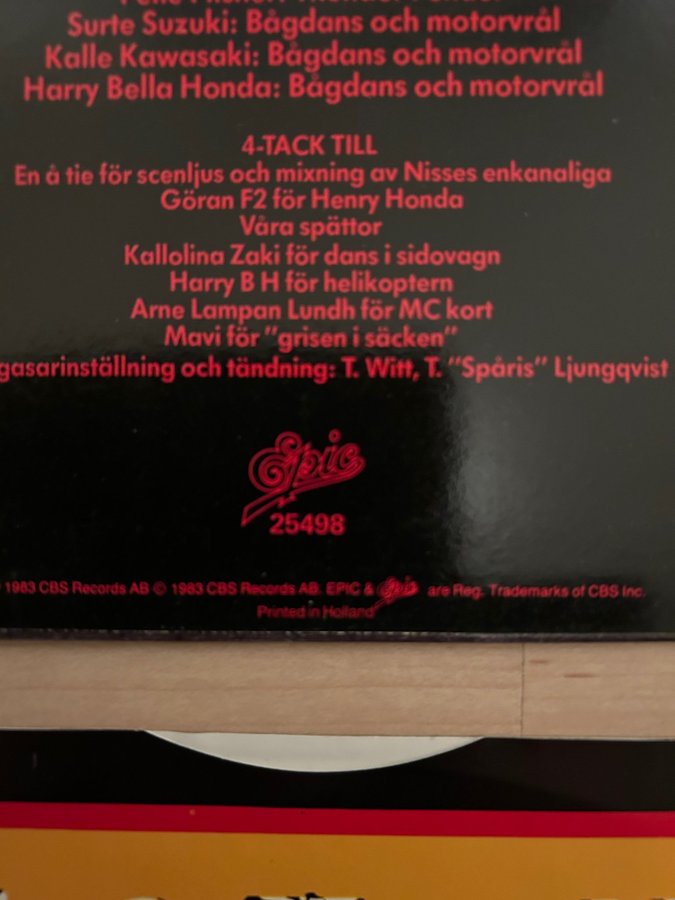 Surte Suzuki: Bågdans och motorvrål
Kalle Kawasaki: Bågdans och motorvrål
Harry Bella Honda: Bågdans och motorvrål
4-TACK TILL
En å tie för scenljus och mixning av Nisses enkanaliga
Göran F2 för Henry Honda
Våra spättor
Kallolina Zaki för dans i sidovagn
Harry B H för helikoptern
Arne Lampan Lundh för MC kort
Mavi för "grisen i säcken"
gasarinställning och tändning: T. Witt, T. "Spåris" Ljungqvist
Epic
25498
1983 CBS Records AB © 1983 CBS Records AB. EPIC & Epic are Reg. Trademarks of CBS Inc.
Printed in Holland